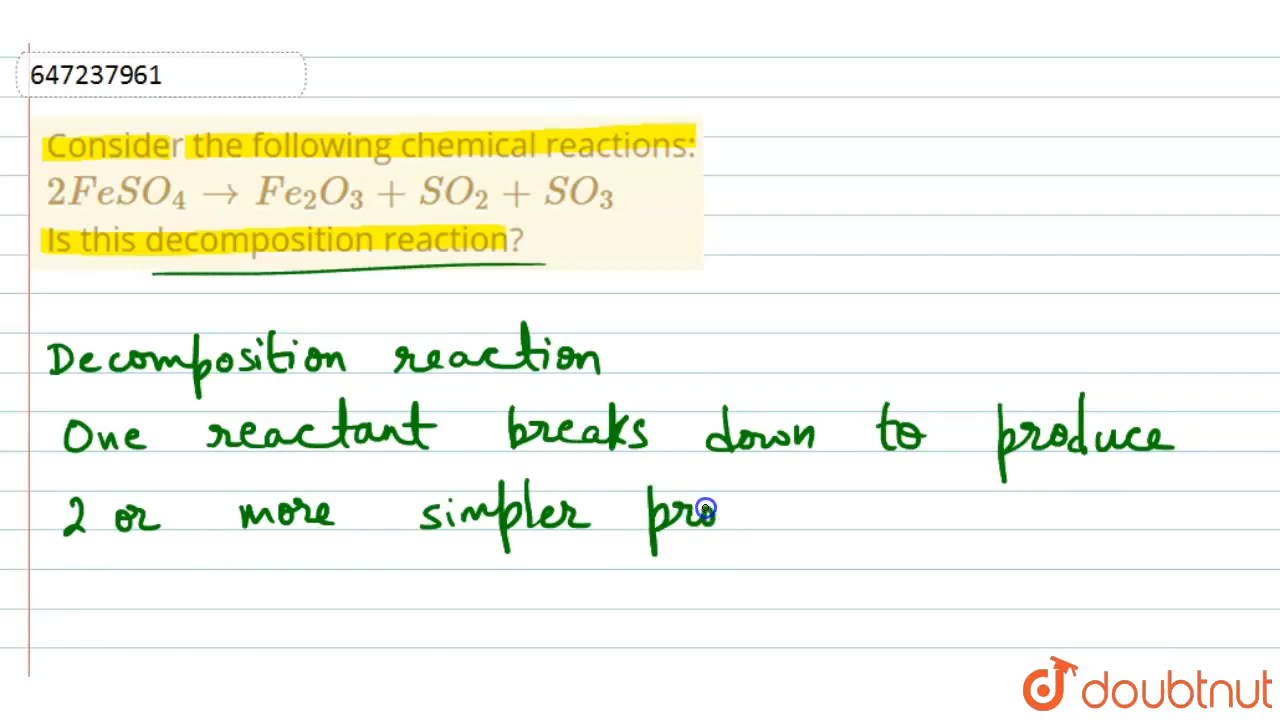 647237961
Consider the following chemical reactions:
2FeSO₄ → Fe₂O₃ + SO₂ + SO₃
Is this decomposition reaction?
Decomposition reaction
One reactant breaks down to produce
2 or more simpler pro
doubtnut